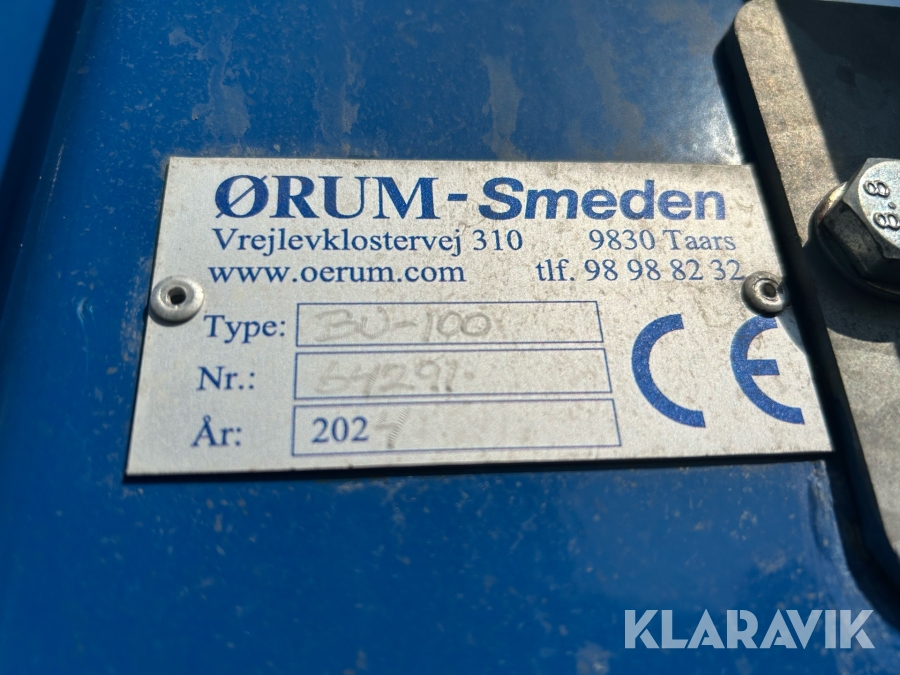 ØRUM-Smeden
Vrejlevklostervej 310 9830 Taars
www.oerum.com tlf. 98 98 82 32
Type: BU-100
Nr.:
År: 2024
CE
8.8
KLARAVIK